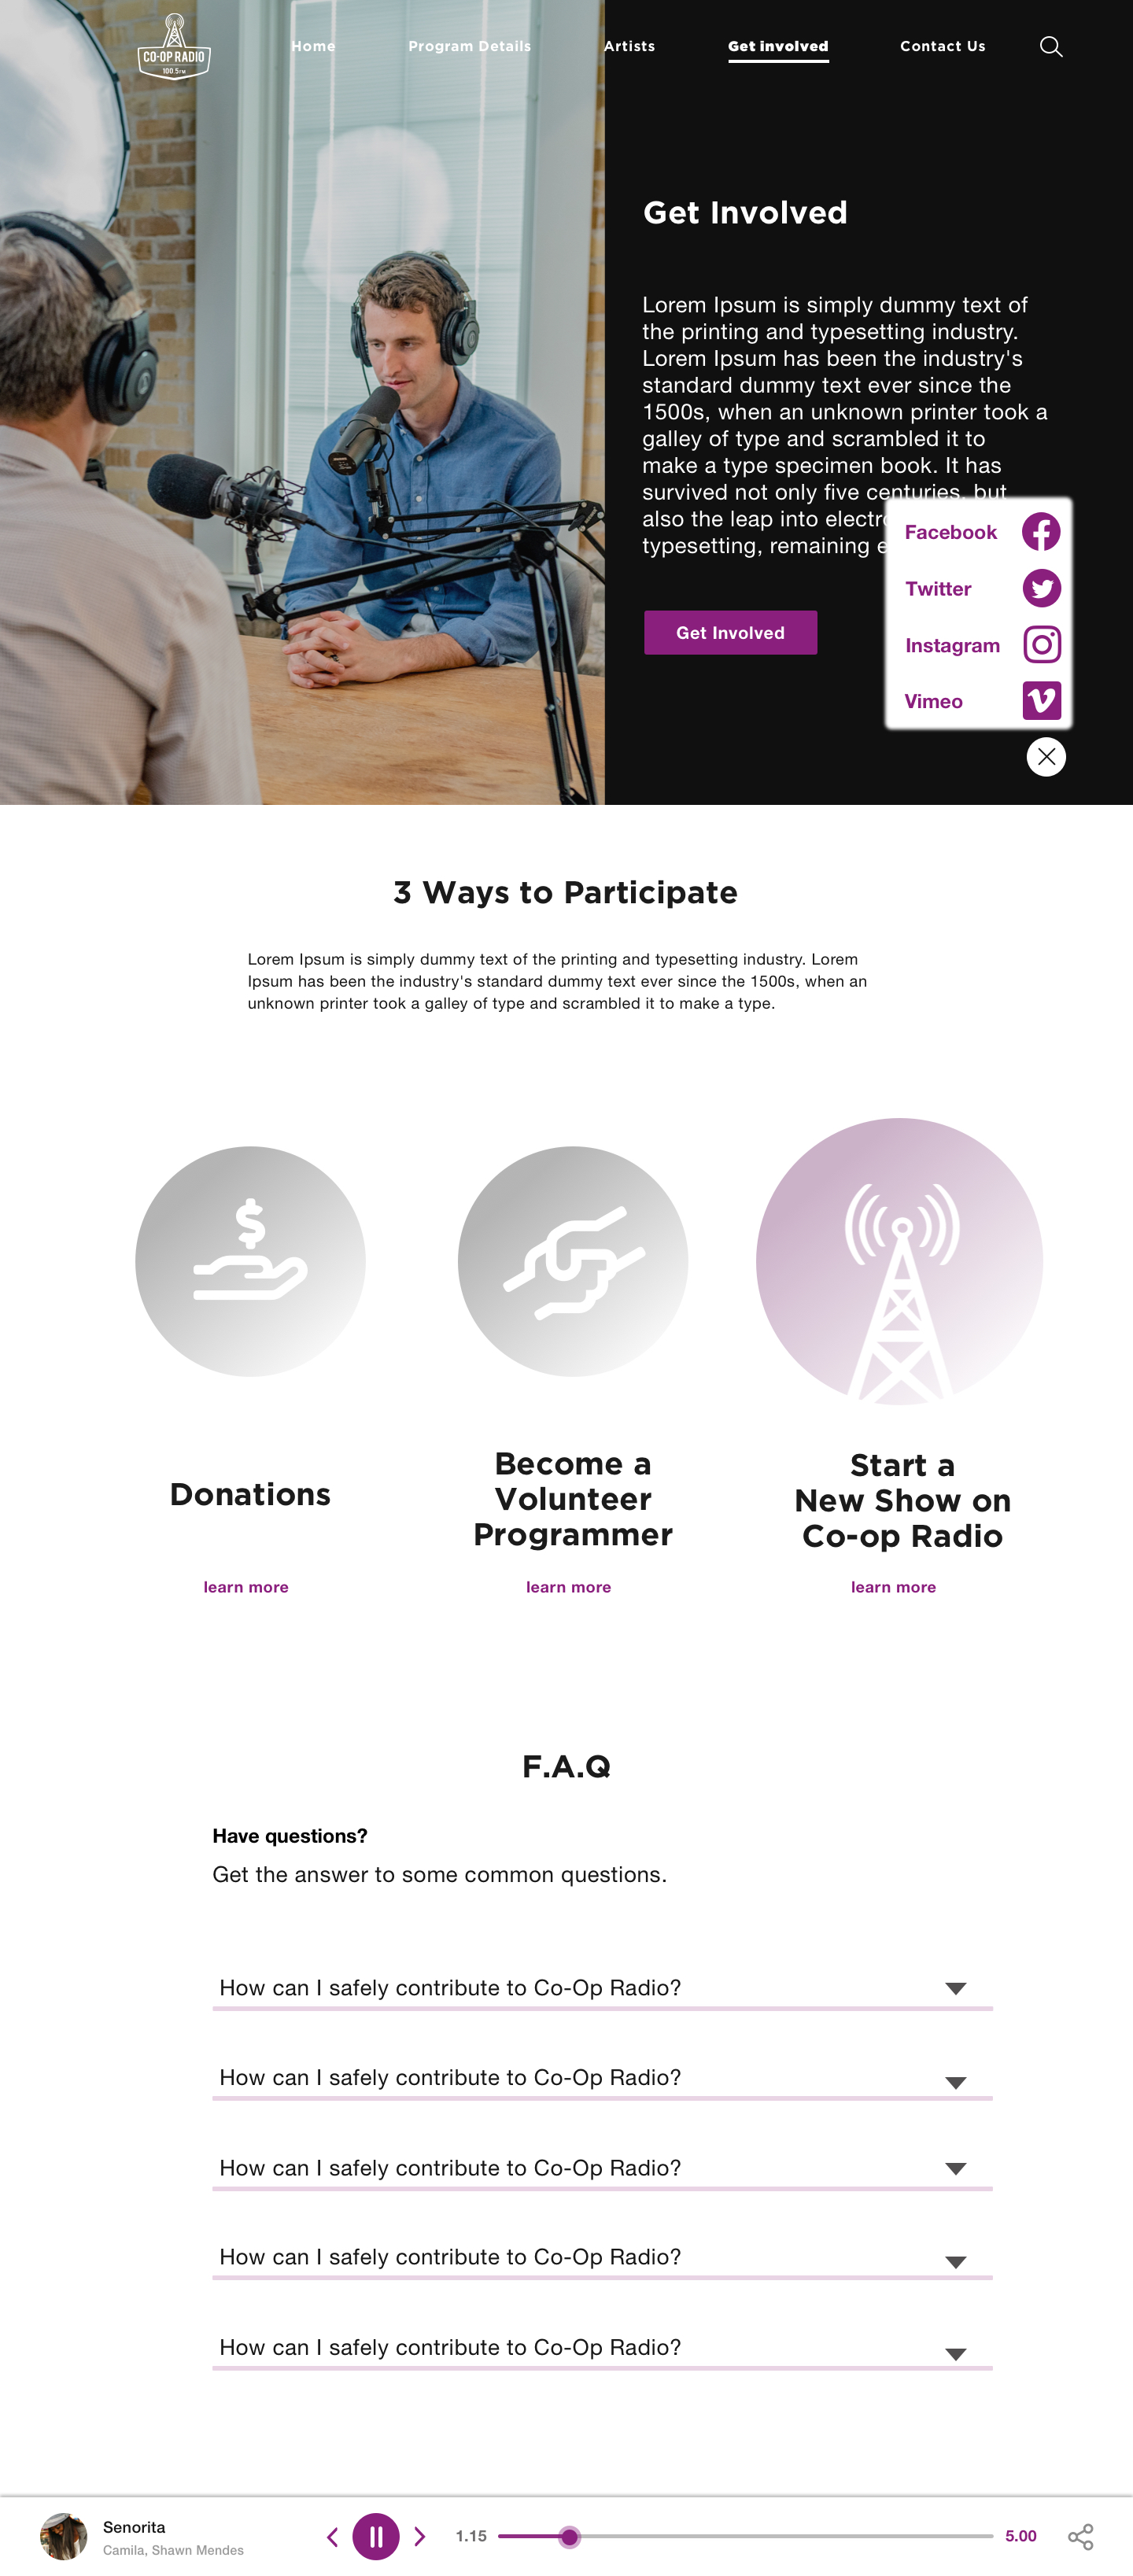 CO-OP RADIO
100.5FM
Home
Program Details
Artists
Get involved
Contact Us
Get Involved
Lorem Ipsum is simply dummy text of
the printing and typesetting industry.
Lorem Ipsum has been the industry's
standard dummy text ever since the
1500s, when an unknown printer took a
galley of type and scrambled it to
make a type specimen book. It has
survived not only five centuries, but
also the leap into
typesetting, remaining
Facebook
Twitter
Instagram
Vimeo
Get Involved
3 Ways to Participate
Lorem Ipsum is simply dummy text of the printing and typesetting industry. Lorem
Ipsum has been the industry's standard dummy text ever since the 1500s, when an
unknown printer took a galley of type and scrambled it to make a type.
Donations
learn more
Become a
Volunteer
Programmer
learn more
Start a
New Show on
Co-op Radio
learn more
F.A.Q
Have questions?
Get the answer to some common questions.
How can I safely contribute to Co-Op Radio?
How can I safely contribute to Co-Op Radio?
How can I safely contribute to Co-Op Radio?
How can I safely contribute to Co-Op Radio?
How can I safely contribute to Co-Op Radio?
Senorita
Camila, Shawn Mendes
1.15
5.00